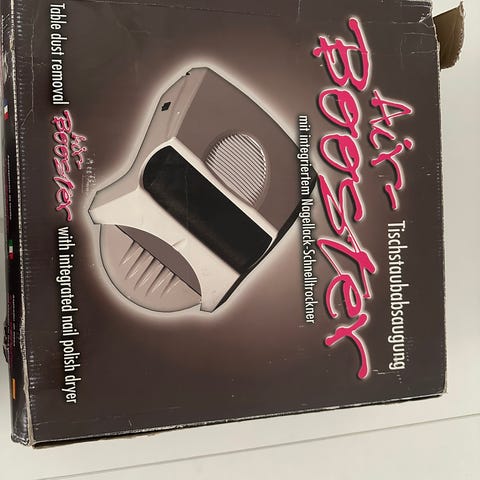 Air-
Booster
Tischstaubabsaugung
mit integriertem Nagellack-Schnelltrockner
Table dust removal Air-Booster with integrated nail polish dryer